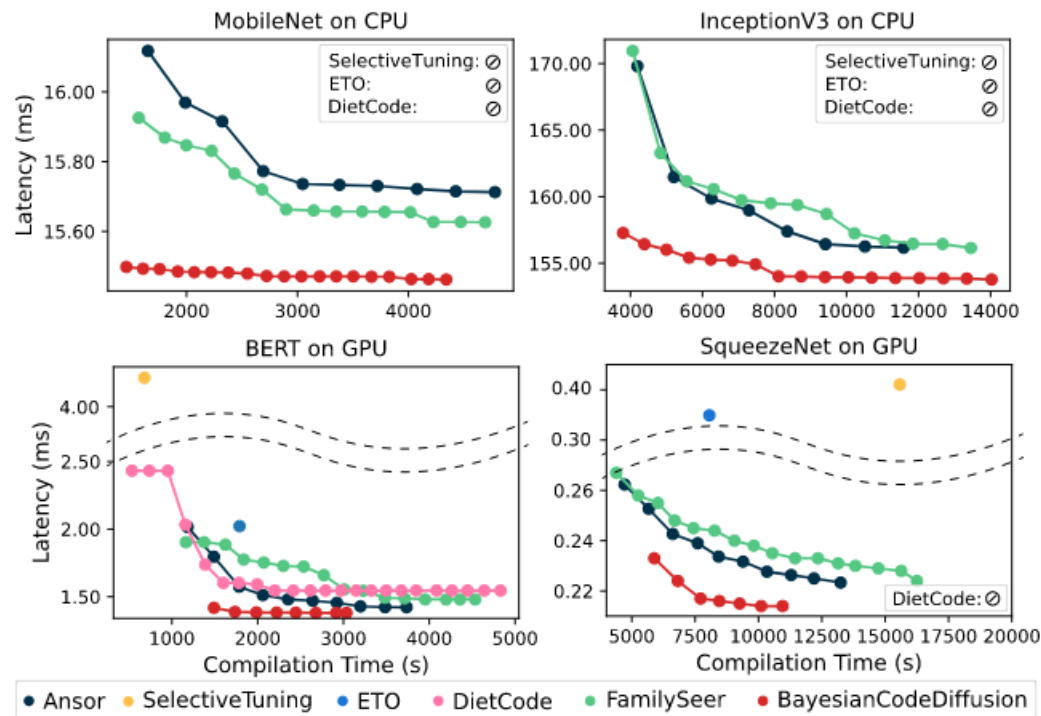 MobileNet on CPU
InceptionV3 on CPU
Latency (ms)
16.00
15.80
15.60
SelectiveTuning: ⊘
ETO: ⊘
DietCode: ⊘
2000 3000 4000
170.00
165.00
160.00
155.00
SelectiveTuning: ⊘
ETO: ⊘
DietCode: ⊘
4000 6000 8000 10000 12000 14000
BERT on GPU
SqueezeNet on GPU
Latency (ms)
4.00
2.50
2.00
1.50
1000 2000 3000 4000 5000
Compilation Time (s)
0.40
0.30
0.26
0.24
0.22
DietCode: ⊘
5000 7500 10000 12500 15000 17500 20000
Compilation Time (s)
Ansor SelectiveTuning ETO DietCode FamilySeer BayesianCodeDiffusion